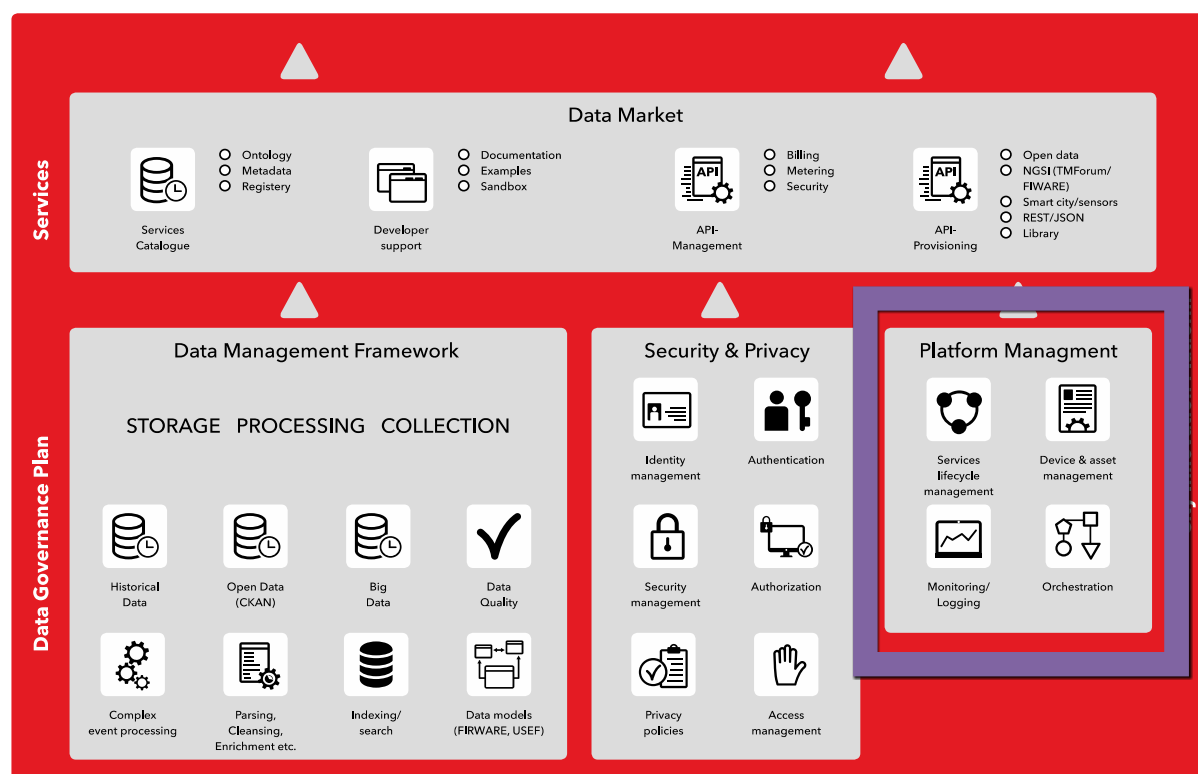 Services
Data Market
Ontology
Metadata
Registery
Services
Catalogue
Documentation
Examples
Sandbox
Developer
support
API
Billing
Metering
Security
API-
Management
API
Open data
NGSI (TMForum/
FIWARE)
Smart city/sensors
REST/JSON
Library
API-
Provisioning
Data Governance Plan
Data Management Framework
STORAGE PROCESSING COLLECTION
Historical
Data
Open Data
(CKAN)
Big
Data
Data
Quality
Complex
event processing
Parsing,
Cleansing,
Enrichment etc.
Indexing/
search
Data models
(FIRWARE, USEF)
Security & Privacy
Identity
management
Authentication
Security
management
Authorization
Privacy
policies
Access
management
Platform Managment
Services
lifecycle
management
Device & asset
management
Monitoring/
Logging
Orchestration